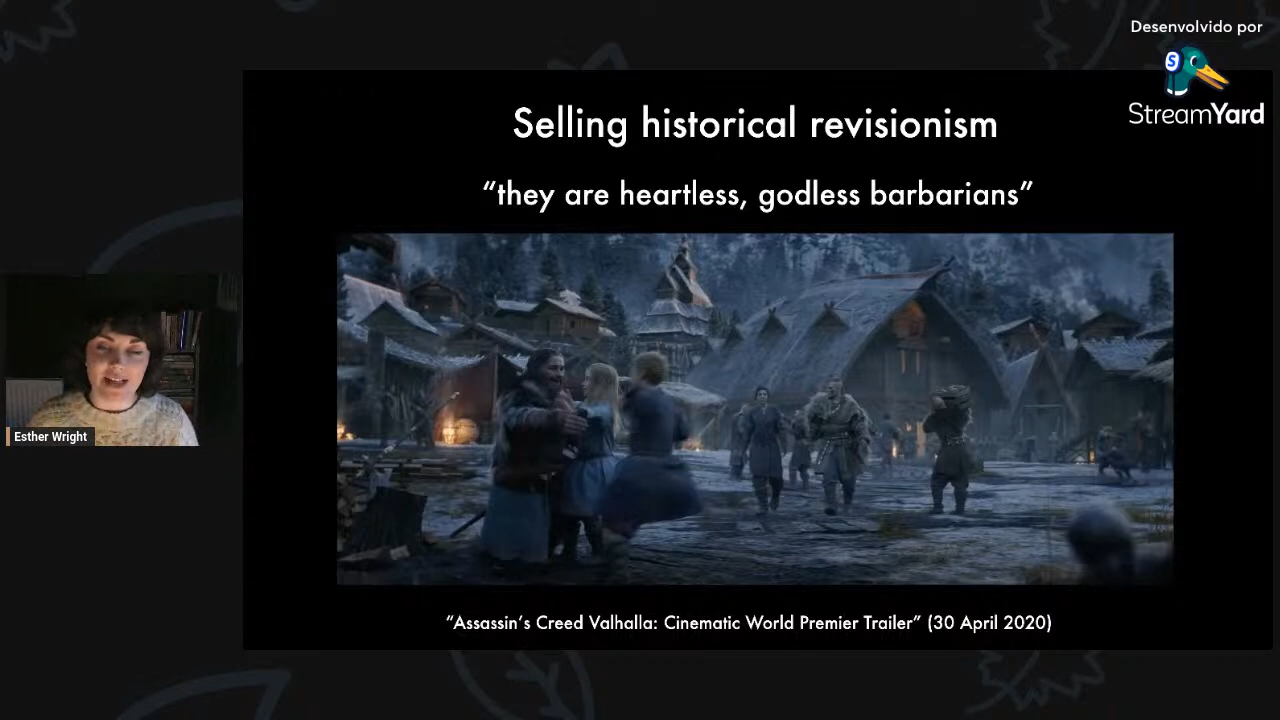 Desenvolvido por
S
StreamYard
Selling historical revisionism
“they are heartless, godless barbarians”
Esther Wright
“Assassin’s Creed Valhalla: Cinematic World Premier Trailer” (30 April 2020)